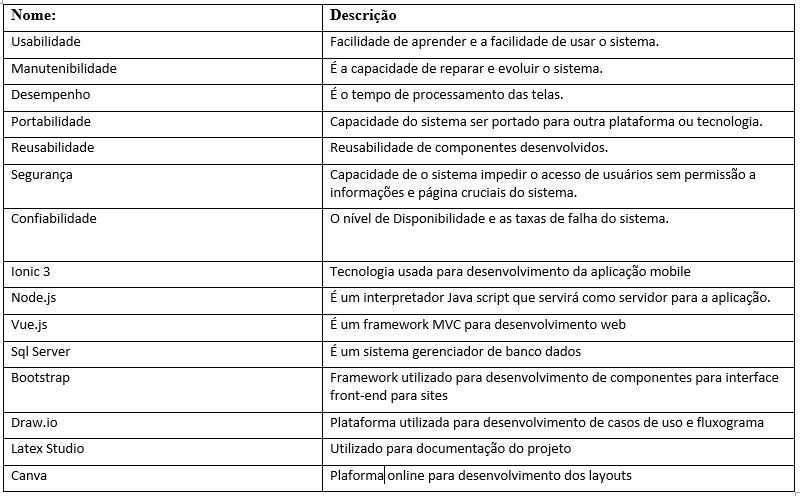 Nome: Descrição
Usabilidade Facilidade de aprender e a facilidade de usar o sistema.
Manutenibilidade É a capacidade de reparar e evoluir o sistema.
Desempenho É o tempo de processamento das telas.
Portabilidade Capacidade do sistema ser portado para outra plataforma ou tecnologia.
Reusabilidade Reusabilidade de componentes desenvolvidos.
Segurança Capacidade de o sistema impedir o acesso de usuários sem permissão a
informações e página cruciais do sistema.
Confiabilidade O nível de Disponibilidade e as taxas de falha do sistema.
Ionic 3 Tecnologia usada para desenvolvimento da aplicação mobile
Node.js É um interpretador Java script que servirá como servidor para a aplicação.
Vue.js É um framework MVC para desenvolvimento web
Sql Server É um sistema gerenciador de banco dados
Bootstrap Framework utilizado para desenvolvimento de componentes para interface
front-end para sites
Draw.io Plataforma utilizada para desenvolvimento de casos de uso e fluxograma
Latex Studio Utilizado para documentação do projeto
Canva Plaforma online para desenvolvimento dos layouts